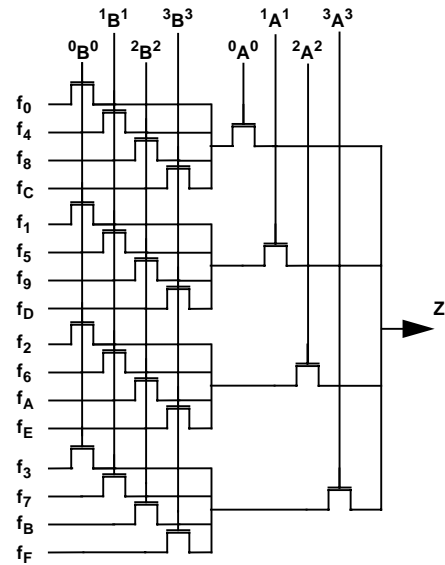 ⁰B⁰ ¹B¹ ²B² ³B³ ⁰A⁰ ¹A¹ ²A² ³A³
f₀
f₄
f₈
f_C
f₁
f₅
f₉
f_D
Z
f₂
f₆
f_A
f_E
f₃
f₇
f_B
f_F